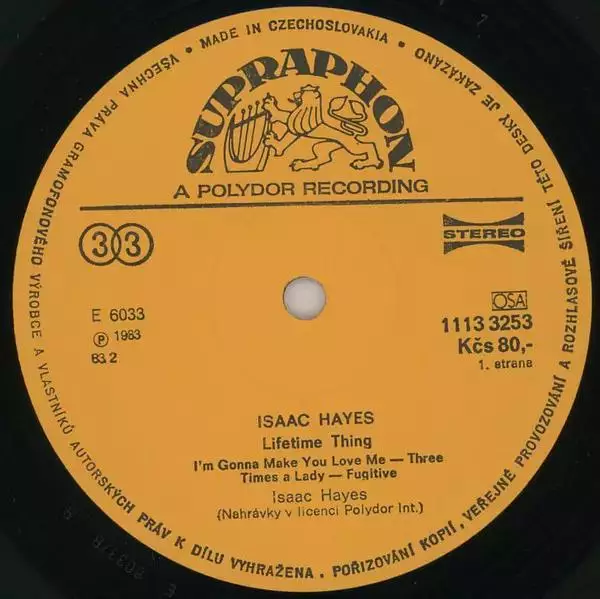 VŠECHNA PRÁVA GRAMOFONOVÉHO VÝROBCE A VLASTNÍKŮ AUTORSKÝCH PRÁV K DÍLU VYHRAŽENA • POŘIZOVÁNÍ KOPIÍ, VEŘEJNÉ PROVOZOVÁNÍ A ROZHLASOVÉ ŠÍŘENÍ TÉTO DESKY JE ZAKÁZÁNO
• MADE IN CZECHOSLOVAKIA •
SUPRAPHON
A POLYDOR RECORDING
33
STEREO
E 6033
℗ 1983
83.2
OSA
1113 3253
Kčs 80,-
1. strana
ISAAC HAYES
Lifetime Thing
I'm Gonna Make You Love Me — Three
Times a Lady — Fugitive
Isaac Hayes
(Nahrávky v licenci Polydor Int.)